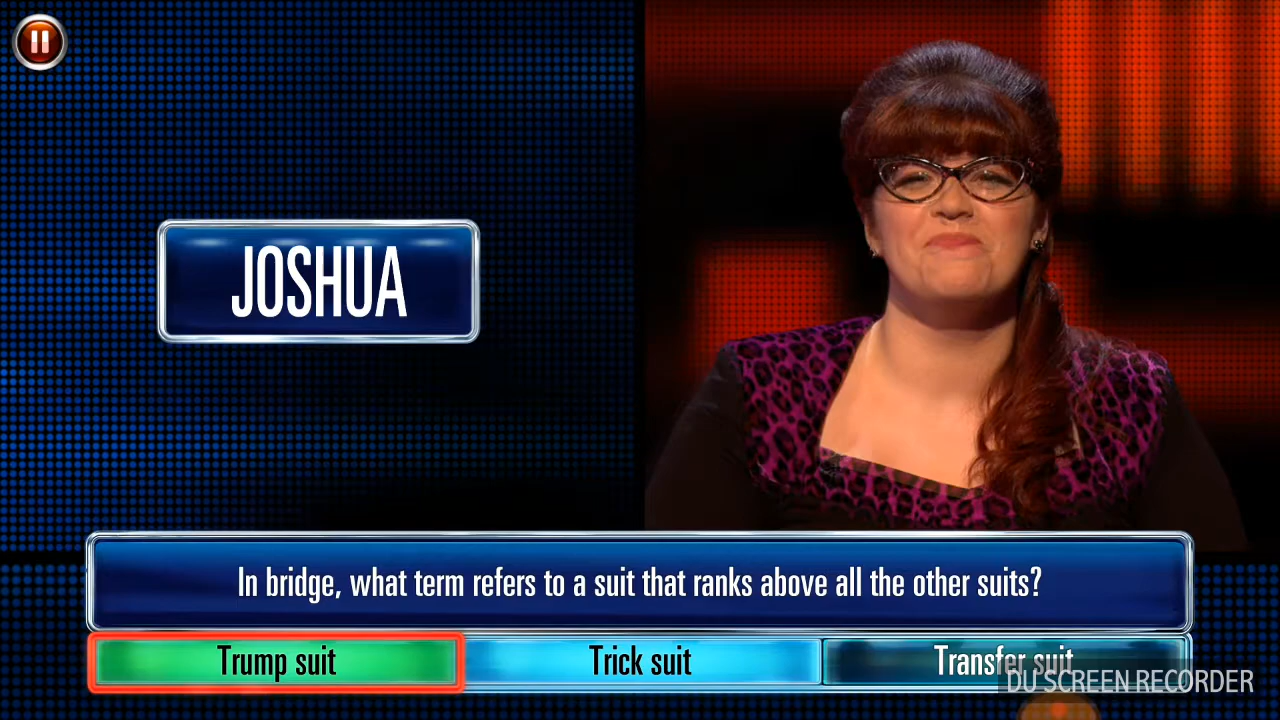 JOSHUA
In bridge, what term refers to a suit that ranks above all the other suits?
Trump suit
Trick suit
Transfer suit
DU SCREEN RECORDER